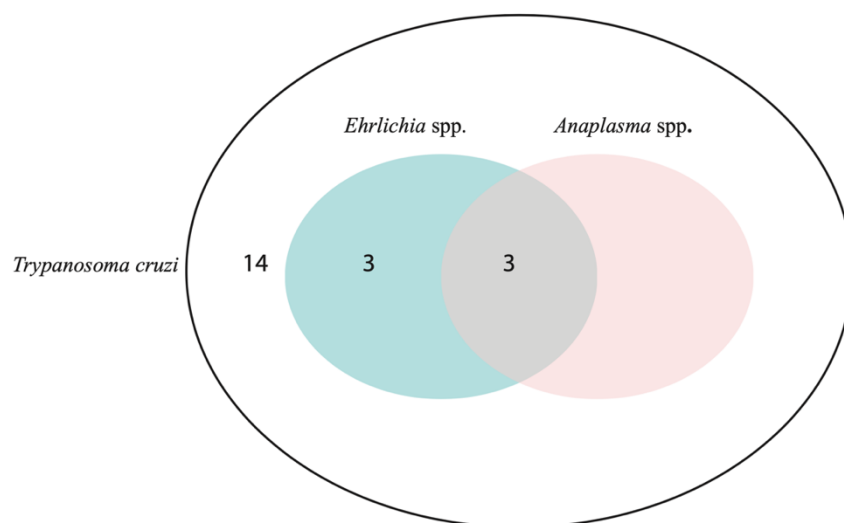 Ehrlichia spp.
Anaplasma spp.
Trypanosoma cruzi
14
3
3